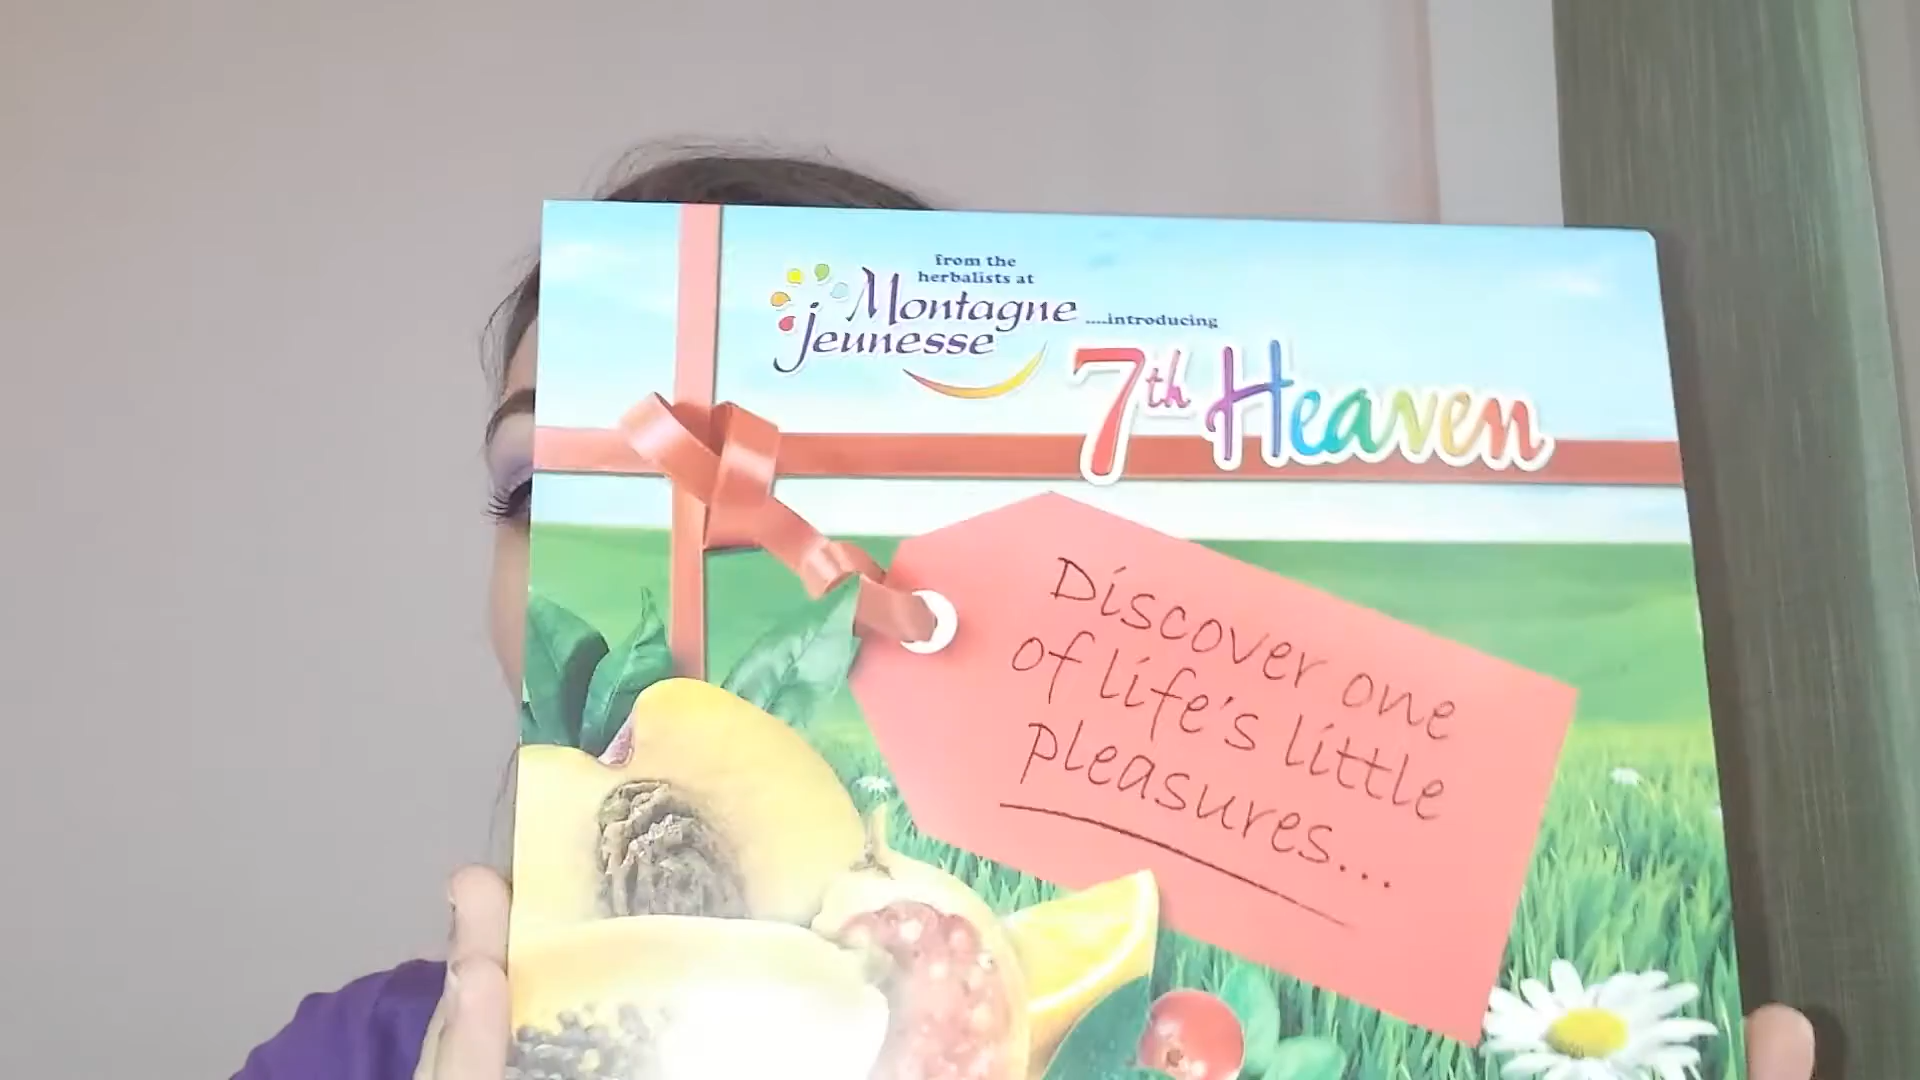 from the
herbalists at
Montagne
jeunesse
....introducing
7th Heaven
Discover one
of life's little
pleasures...